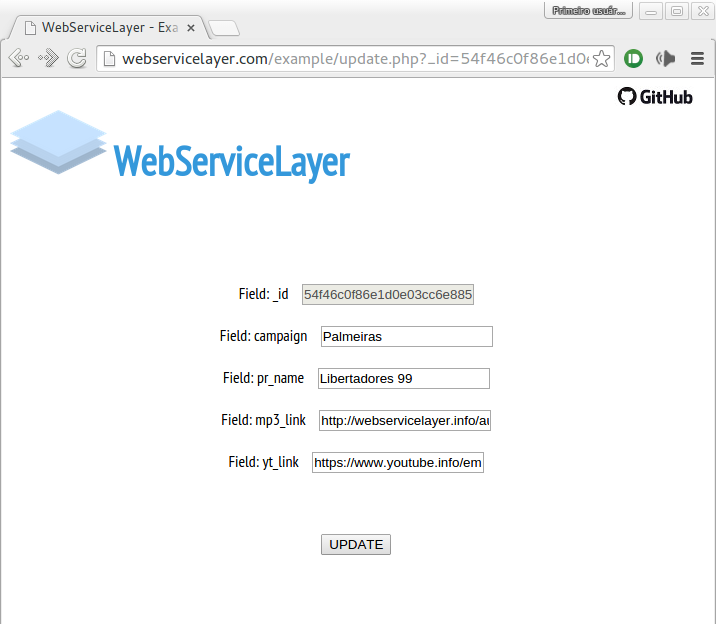 Primeiro usuár...
WebServiceLayer - Exa
webservicelayer.com/example/update.php?_id=54f46c0f86e1d0e
GitHub
WebServiceLayer
Field: _id 54f46c0f86e1d0e03cc6e885
Field: campaign Palmeiras
Field: pr_name Libertadores 99
Field: mp3_link http://webservicelayer.info/au
Field: yt_link https://www.youtube.info/em
UPDATE